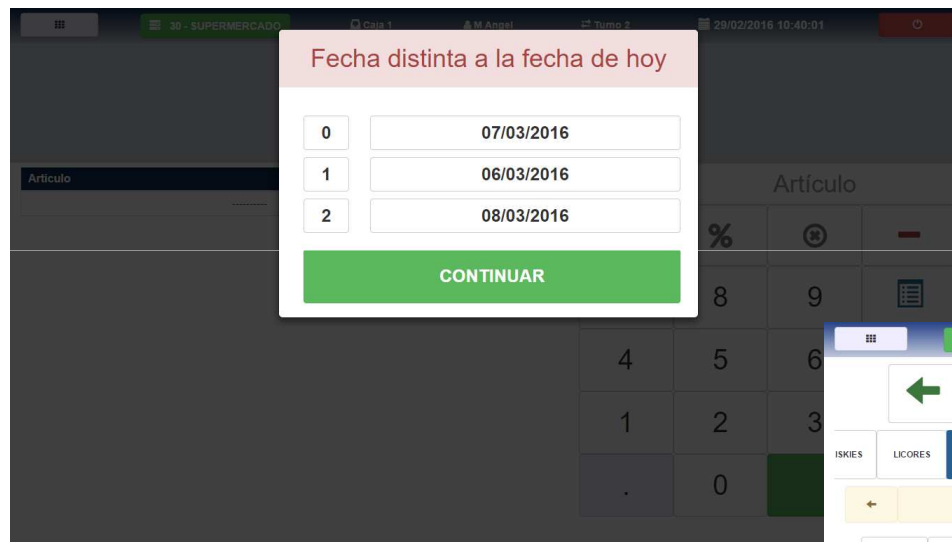 30 - SUPERMERCADO Caja 1 M Angel Turno 2 29/02/2016 10:40:01
Fecha distinta a la fecha de hoy
0 07/03/2016
1 06/03/2016
2 08/03/2016
CONTINUAR
Artículo
Artículo
%
8 9
4 5 6
1 2 3
. 0
ISKIES LICORES